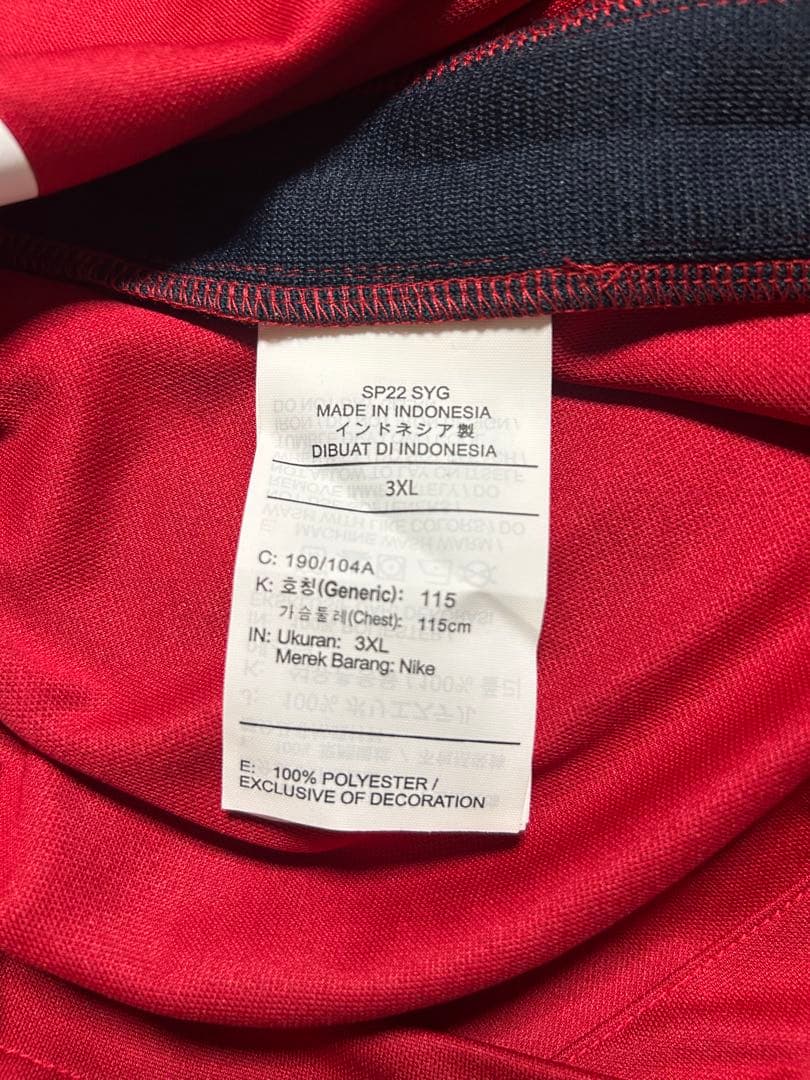 SP22 SYG
MADE IN INDONESIA
インドネシア製
DIBUAT DI INDONESIA
3XL
C: 190/104A
K: 호칭(Generic): 115
가슴둘레(Chest): 115cm
IN: Ukuran: 3XL
Merek Barang: Nike
E: 100% POLYESTER /
EXCLUSIVE OF DECORATION